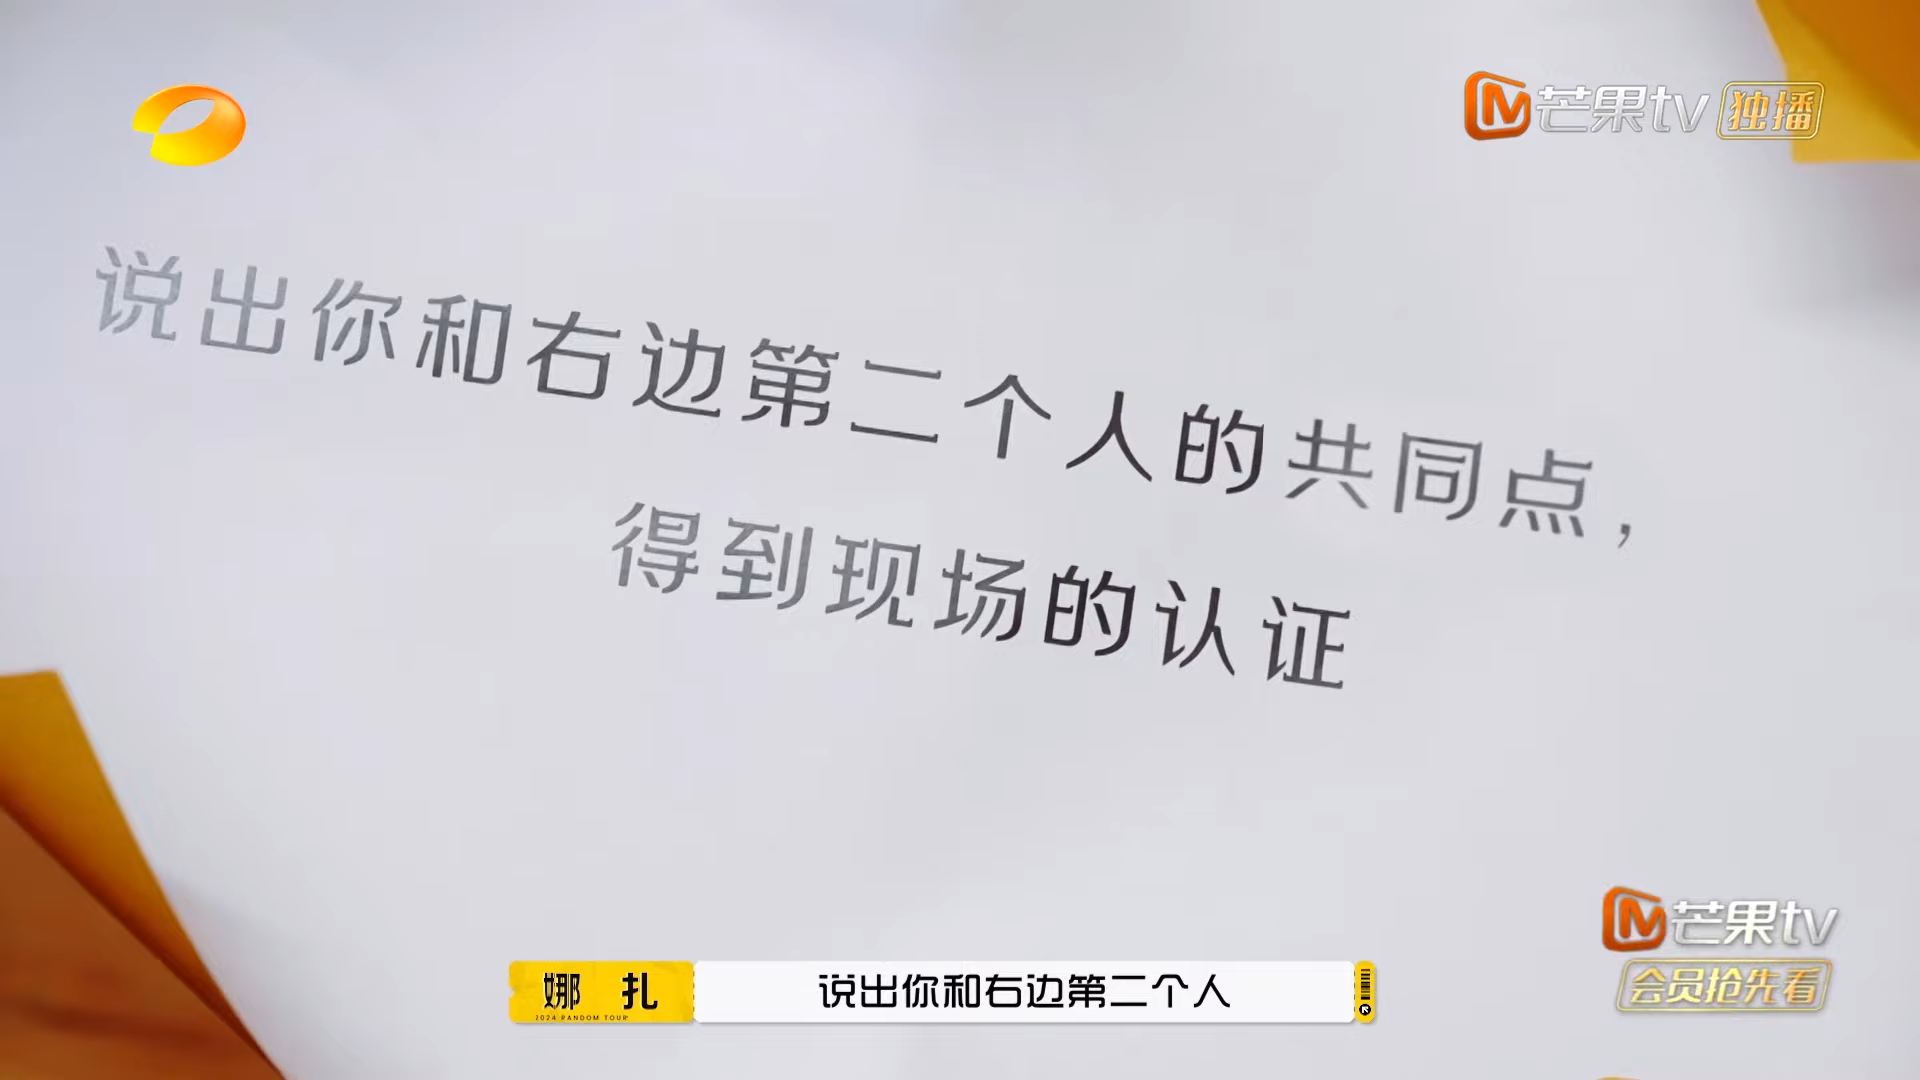 芒果tv 独播
说出你和右边第二个人的共同点，
得到现场的认证
芒果tv
会员抢先看
娜扎 说出你和右边第二个人
2024 RANDOM TOUR